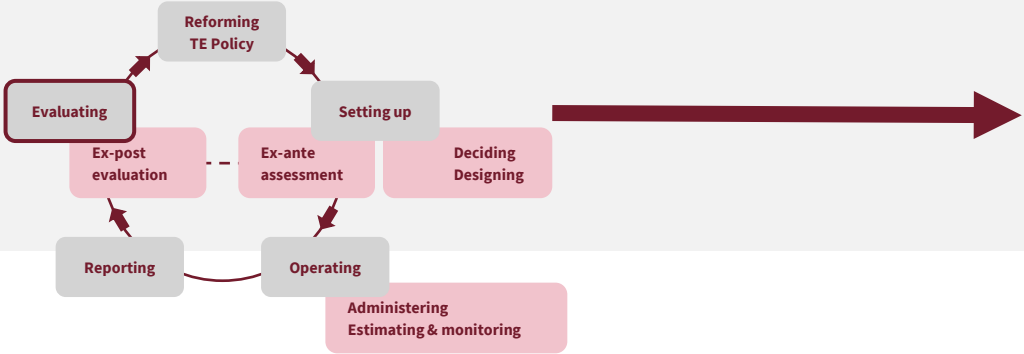 Reforming
TE Policy
Evaluating
Setting up
Ex-post
evaluation
Ex-ante
assessment
Deciding
Designing
Reporting
Operating
Administering
Estimating & monitoring